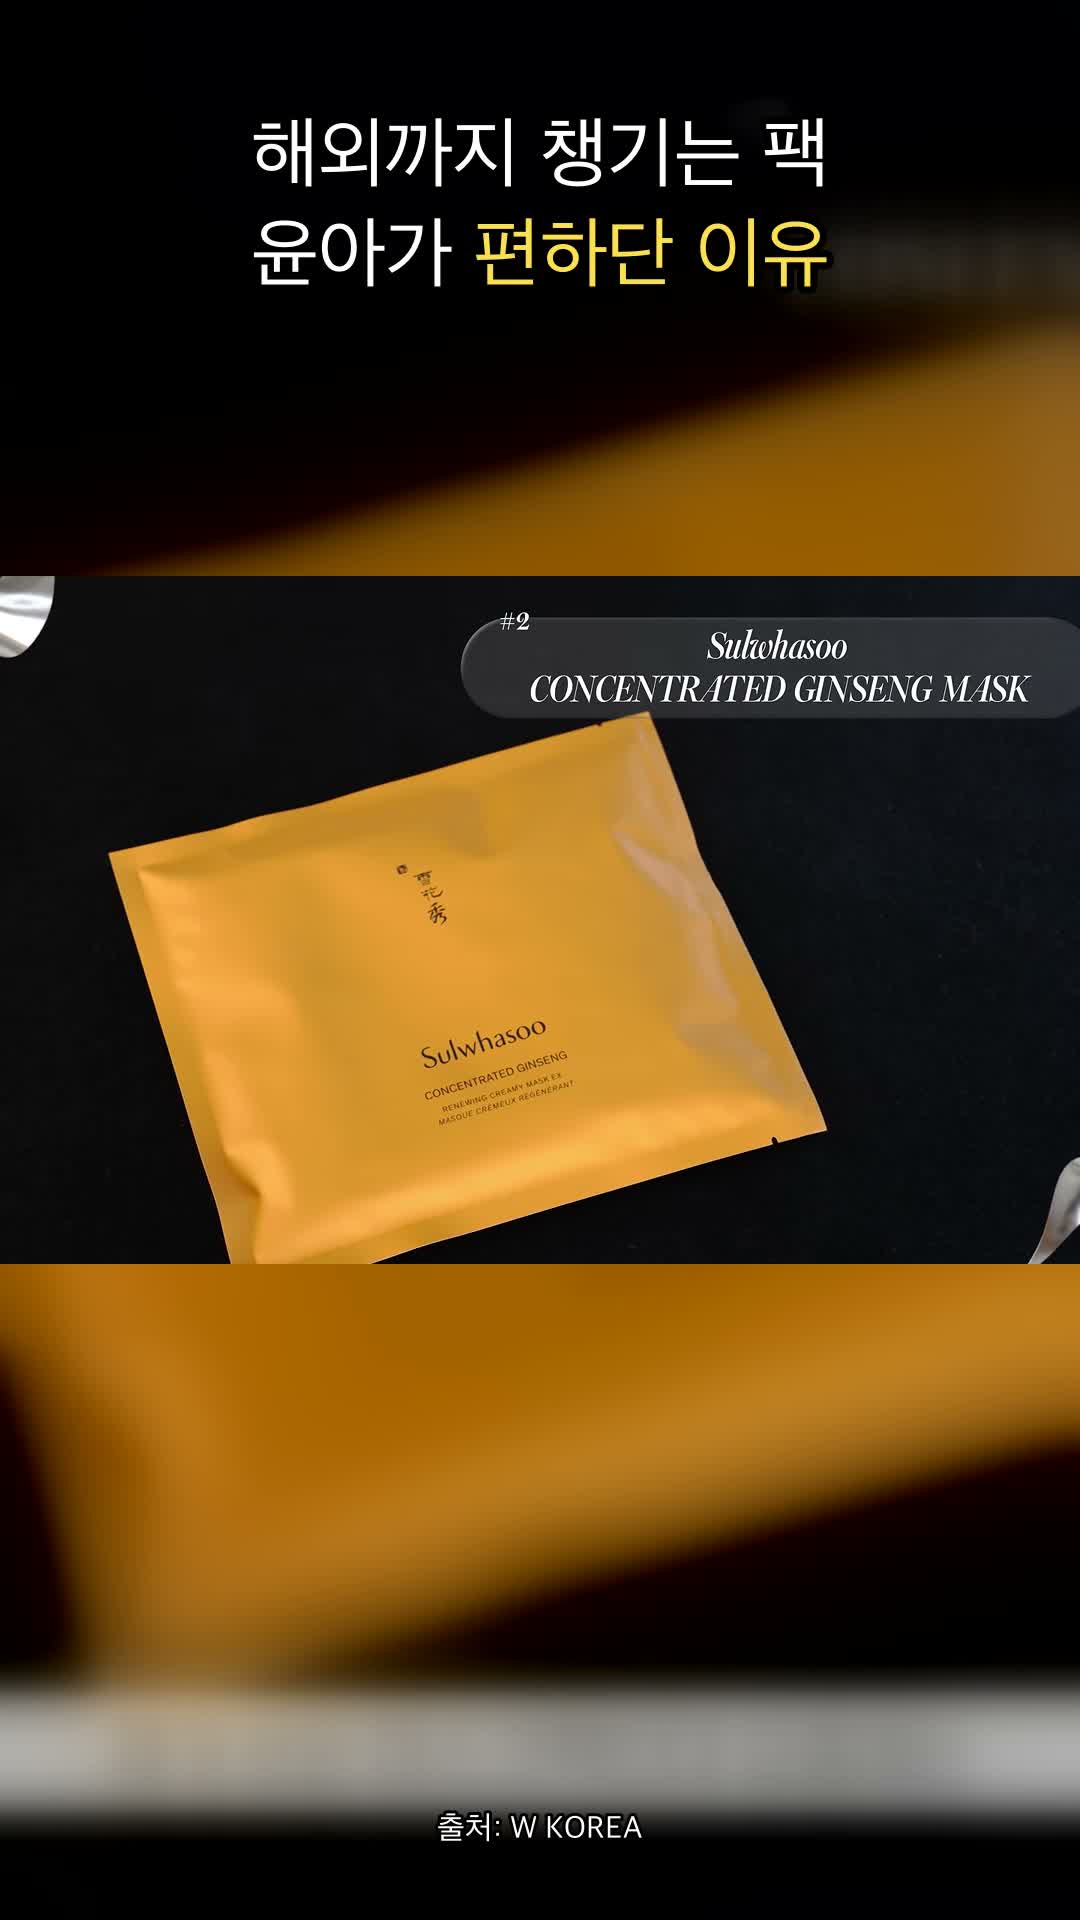 해외까지 챙기는 팩
윤아가 편하단 이유
#2
Sulwhasoo
CONCENTRATED GINSENG MASK
雪花秀
Sulwhasoo
CONCENTRATED GINSENG
RENEWING CREAMY MASK EX
MASQUE CRÉMEUX RÉGÉNÉRANT
출처: W KOREA